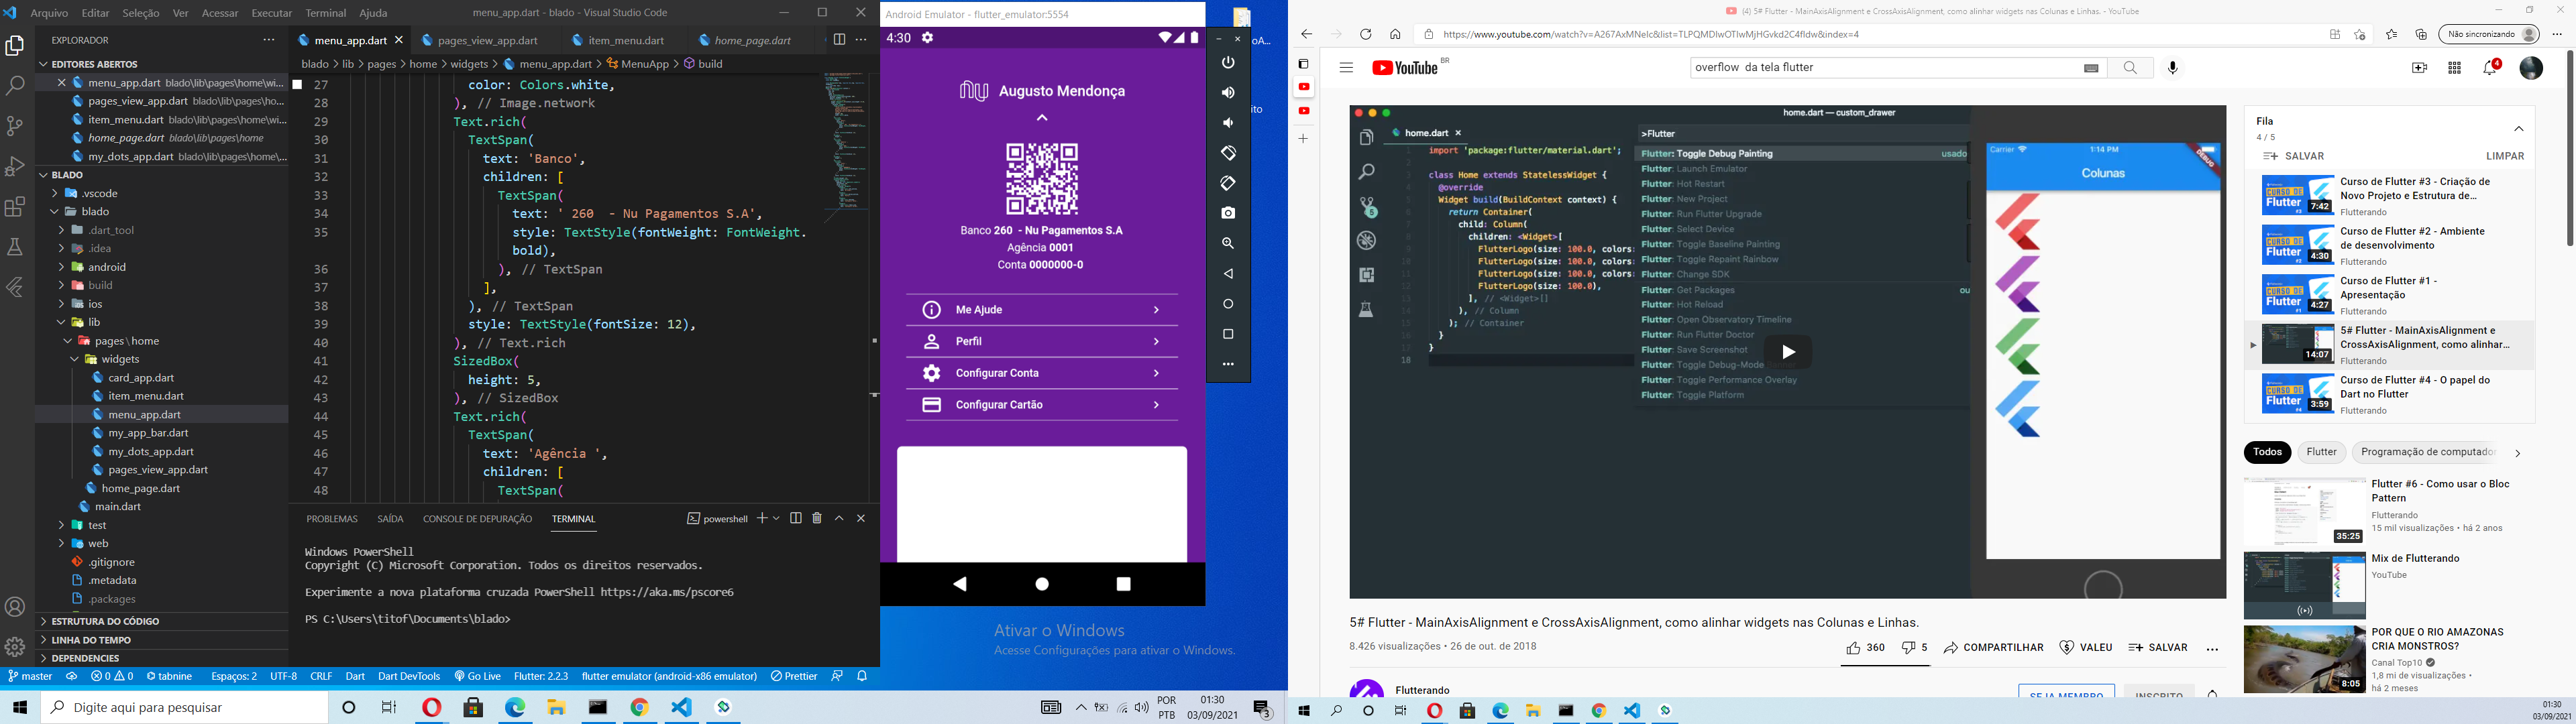 Arquivo Editar Seleção Ver Acessar Executar Terminal Ajuda
menu_app.dart - blado - Visual Studio Code
EXPLORADOR
EDITORES ABERTOS
menu_app.dart blado\lib\pages\home\wi...
pages_view_app.dart blado\lib\pages\ho...
item_menu.dart blado\lib\pages\home\wi...
home_page.dart blado\lib\pages\home
my_dots_app.dart blado\lib\pages\home\...
BLADO
.vscode
blado
.dart_tool
.idea
android
build
ios
lib
pages\home
widgets
card_app.dart
item_menu.dart
menu_app.dart
my_app_bar.dart
my_dots_app.dart
pages_view_app.dart
home_page.dart
main.dart
test
web
.gitignore
.metadata
.packages
ESTRUTURA DO CÓDIGO
LINHA DO TEMPO
DEPENDENCIES
menu_app.dart pages_view_app.dart item_menu.dart home_page.dart
blado > lib > pages > home > widgets > menu_app.dart > MenuApp > build
27 color: Colors.white,
28 ), // Image.network
29 Text.rich(
30 TextSpan(
31 text: 'Banco',
32 children: [
33 TextSpan(
34 text: ' 260  - Nu Pagamentos S.A',
35 style: TextStyle(fontWeight: FontWeight.
bold),
36 ), // TextSpan
37 ],
38 ), // TextSpan
39 style: TextStyle(fontSize: 12),
40 ), // Text.rich
41 SizedBox(
42 height: 5,
43 ), // SizedBox
44 Text.rich(
45 TextSpan(
46 text: 'Agência ',
47 children: [
48 TextSpan(
PROBLEMAS SAÍDA CONSOLE DE DEPURAÇÃO TERMINAL
powershell
Windows PowerShell
Copyright (C) Microsoft Corporation. Todos os direitos reservados.
Experimente a nova plataforma cruzada PowerShell https://aka.ms/pscore6
PS C:\Users\titof\Documents\blado>
master 0 0 tabnine Espaços: 2 UTF-8 CRLF Dart Dart DevTools Go Live Flutter: 2.2.3 flutter emulator (android-x86 emulator) Prettier
Digite aqui para pesquisar
POR
PTB
01:30
03/09/2021
3
Android Emulator - flutter_emulator:5554
4:30
Augusto Mendonça
Banco 260 - Nu Pagamentos S.A
Agência 0001
Conta 0000000-0
Me Ajude
Perfil
Configurar Conta
Configurar Cartão
oA...
ito
Ativar o Windows
Acesse Configurações para ativar o Windows.
(4) 5# Flutter - MainAxisAlignment e CrossAxisAlignment, como alinhar widgets nas Colunas e Linhas. - YouTube
https://www.youtube.com/watch?v=A267AxMNelc&list=TLPQMDIwOTIwMjHGvkd2C4fIdw&index=4
Não sincronizando
YouTube BR
overflow  da tela flutter
4
home.dart — custom_drawer
home.dart
>Flutter
1 import 'package:flutter/material.dart';
class Home extends StatelessWidget {
@override
Widget build(BuildContext context) {
return Container(
child: Column(
children: <Widget>[
FlutterLogo(size: 100.0, colors:
FlutterLogo(size: 100.0, colors:
FlutterLogo(size: 100.0, colors:
FlutterLogo(size: 100.0),
], // <Widget>[]
), // Column
); // Container
}
}
18
Flutter: Toggle Debug Painting usado
Flutter: Launch Emulator
Flutter: Hot Restart
Flutter: New Project
Flutter: Run Flutter Upgrade
Flutter: Select Device
Flutter: Toggle Baseline Painting
Flutter: Toggle Repaint Rainbow
Flutter: Change SDK
Flutter: Get Packages ou
Flutter: Hot Reload
Flutter: Open Observatory Timeline
Flutter: Run Flutter Doctor
Flutter: Save Screenshot
Flutter: Toggle Debug-Mode
Flutter: Toggle Performance Overlay
Flutter: Toggle Platform
Carrier 1:14 PM
DEBUG
Colunas
5# Flutter - MainAxisAlignment e CrossAxisAlignment, como alinhar widgets nas Colunas e Linhas.
8.426 visualizações • 26 de out. de 2018
360 5 COMPARTILHAR VALEU SALVAR
Flutterando
SEJA MEMBRO INSCRITO
Fila
4 / 5
SALVAR LIMPAR
Curso de Flutter #3 - Criação de
Novo Projeto e Estrutura de...
Flutterando
7:42
Curso de Flutter #2 - Ambiente
de desenvolvimento
Flutterando
4:30
Curso de Flutter #1 -
Apresentação
Flutterando
4:27
5# Flutter - MainAxisAlignment e
CrossAxisAlignment, como alinhar...
Flutterando
14:07
Curso de Flutter #4 - O papel do
Dart no Flutter
Flutterando
3:59
Todos Flutter Programação de computador
Flutter #6 - Como usar o Bloc
Pattern
Flutterando
15 mil visualizações • há 2 anos
35:25
Mix de Flutterando
YouTube
POR QUE O RIO AMAZONAS
CRIA MONSTROS?
Canal Top10
1,8 mi de visualizações •
há 2 meses
8:05
01:30
03/09/2021